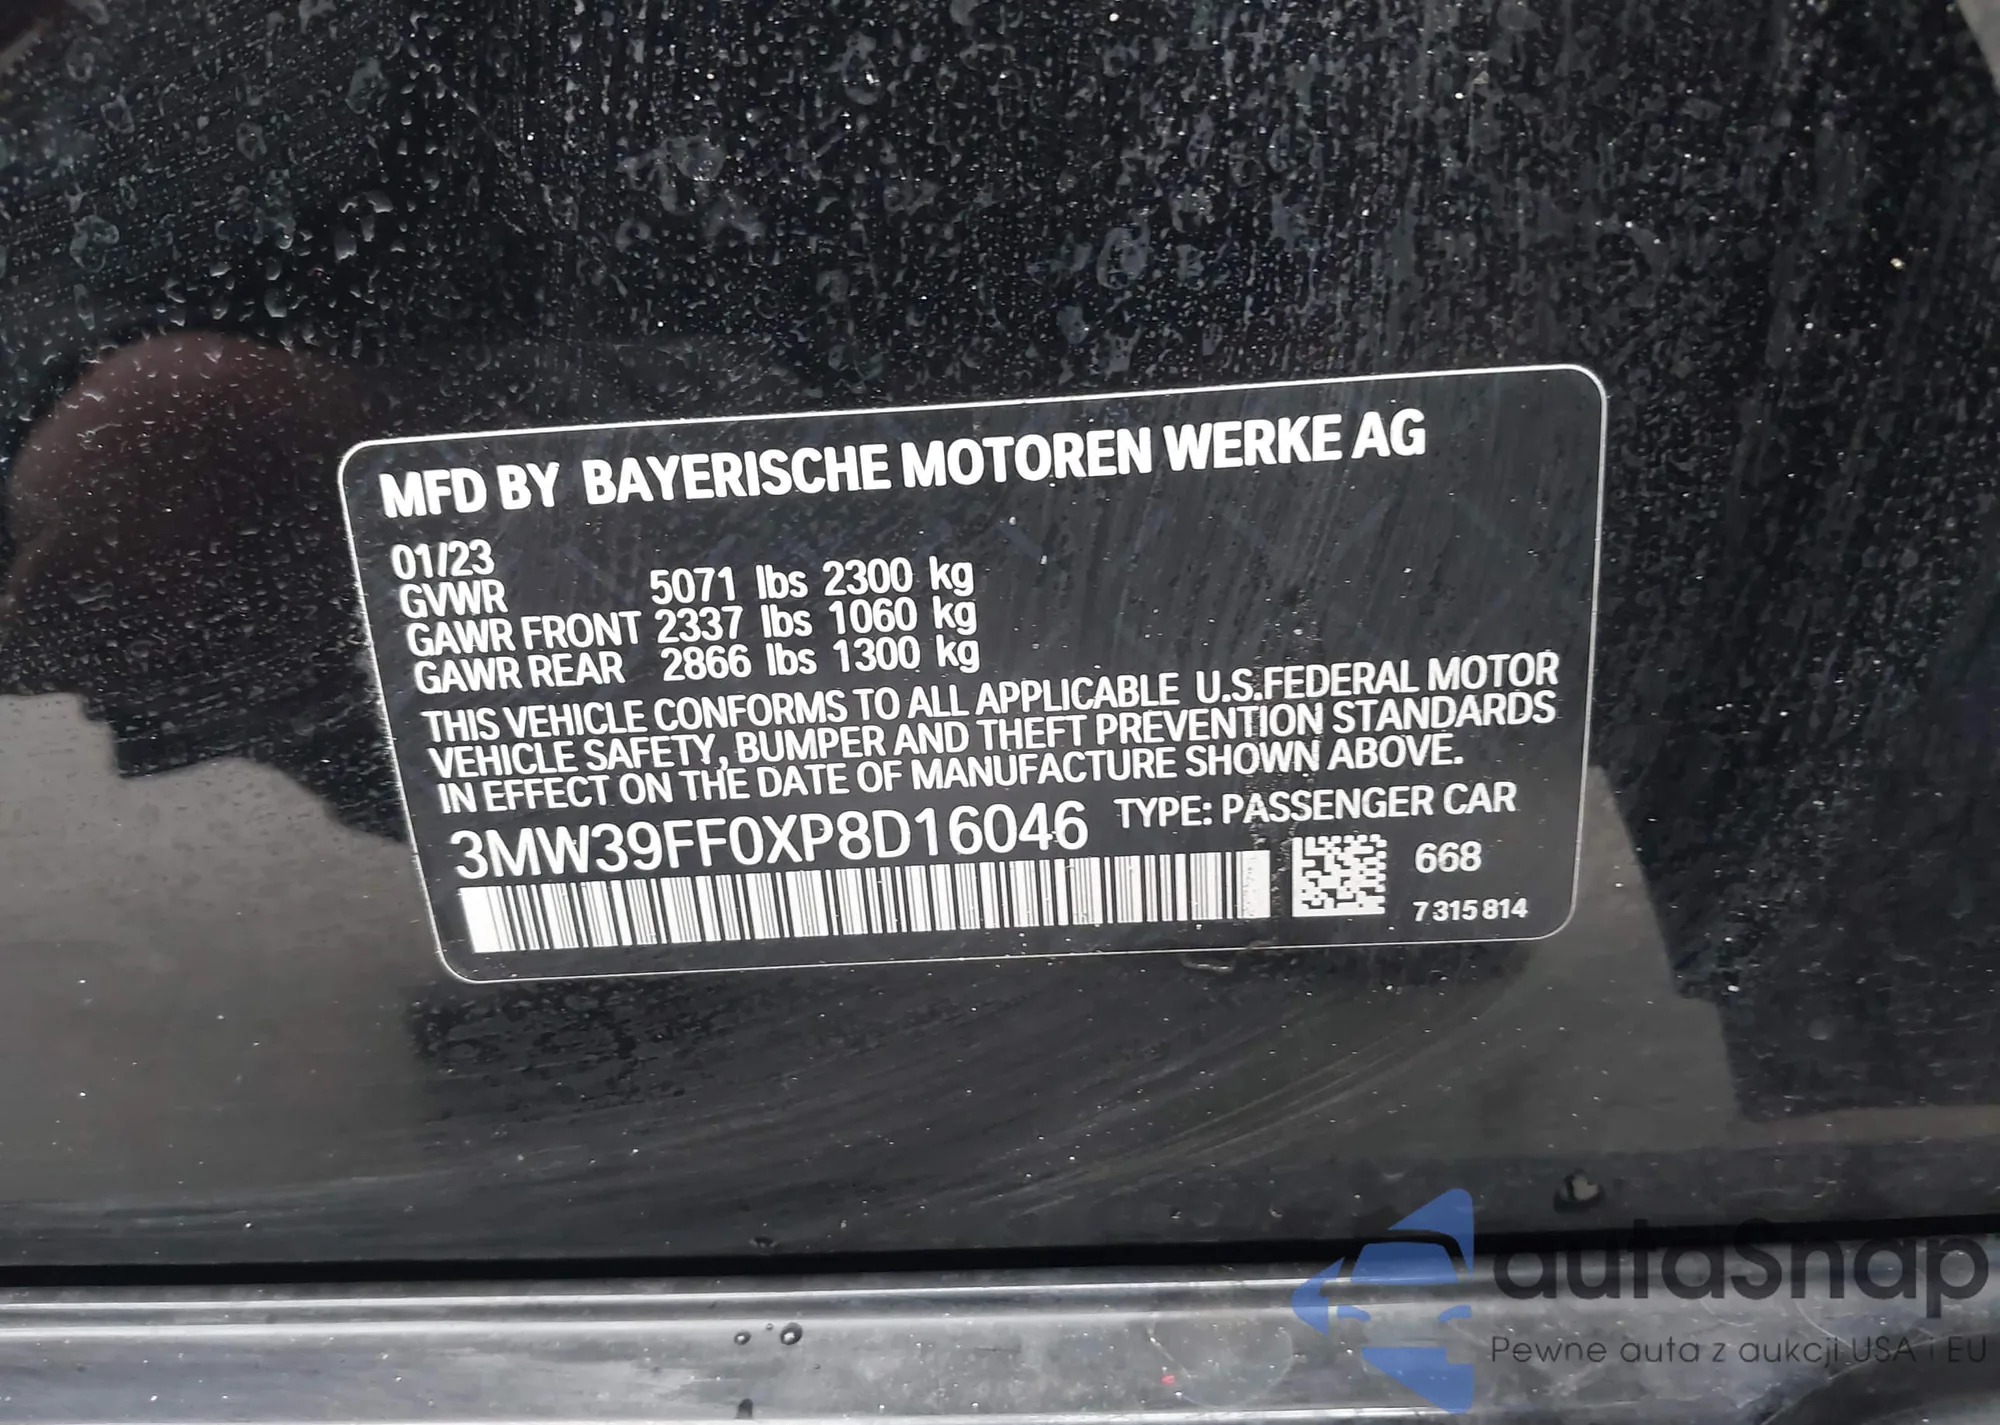 MFD BY BAYERISCHE MOTOREN WERKE AG
01/23
GVWR 5071 lbs 2300 kg
GAWR FRONT 2337 lbs 1060 kg
GAWR REAR 2866 lbs 1300 kg
THIS VEHICLE CONFORMS TO ALL APPLICABLE U.S.FEDERAL MOTOR
VEHICLE SAFETY, BUMPER AND THEFT PREVENTION STANDARDS
IN EFFECT ON THE DATE OF MANUFACTURE SHOWN ABOVE.
3MW39FF0XP8D16046 TYPE: PASSENGER CAR
668
7 315 814
autaSnap
Pewne auta z aukcji USA i EU